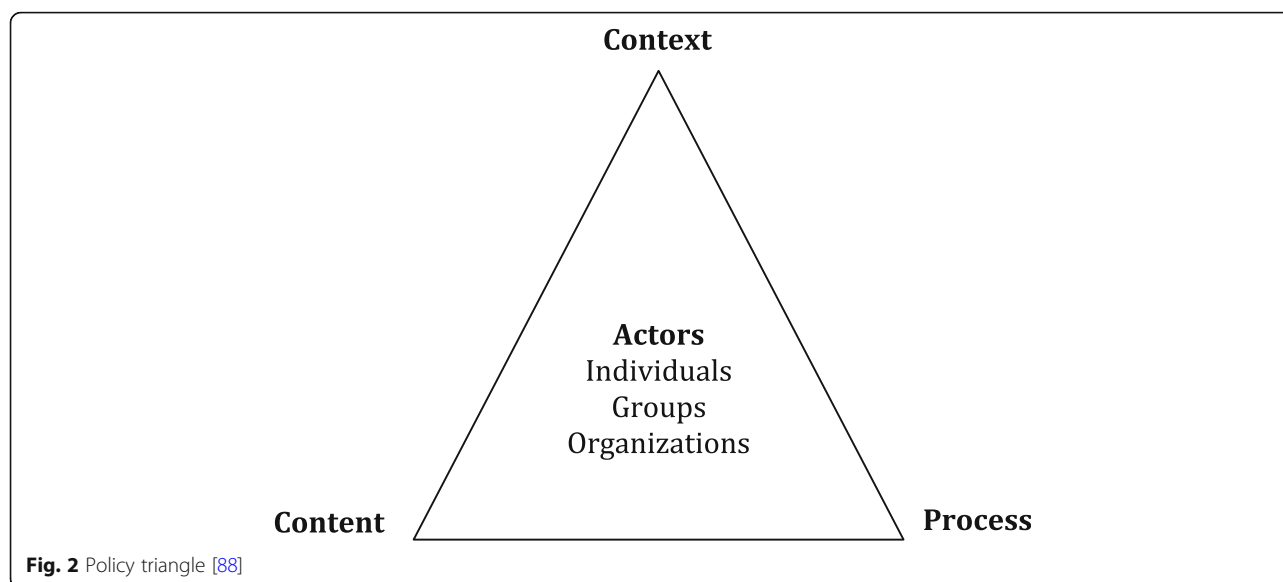 Context
Actors
Individuals
Groups
Organizations
Content
Process
Fig. 2 Policy triangle [88]